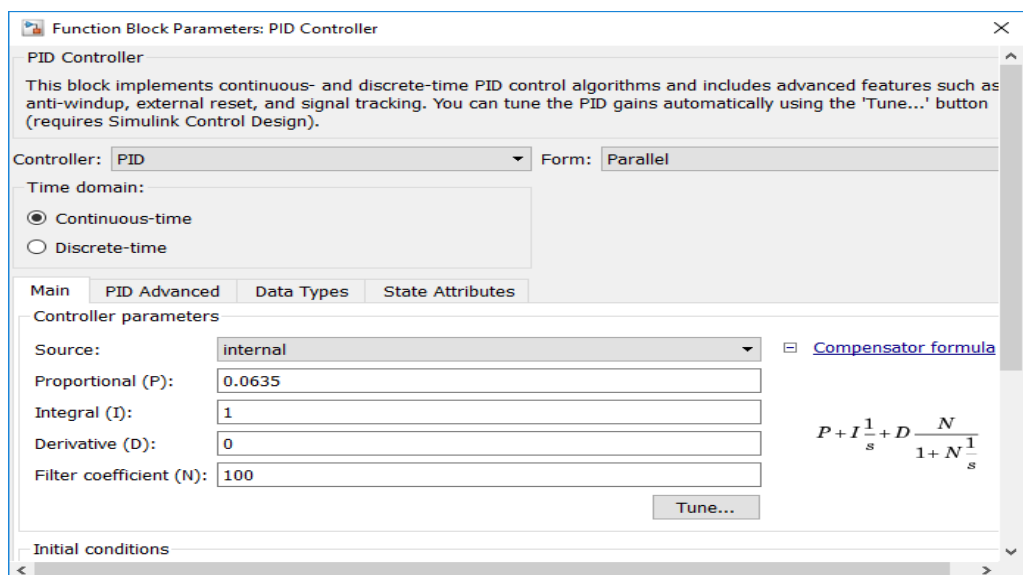 Function Block Parameters: PID Controller
PID Controller
This block implements continuous- and discrete-time PID control algorithms and includes advanced features such as
anti-windup, external reset, and signal tracking. You can tune the PID gains automatically using the 'Tune...' button
(requires Simulink Control Design).
Controller: PID Form: Parallel
Time domain:
Continuous-time
Discrete-time
Main PID Advanced Data Types State Attributes
Controller parameters
Source: internal Compensator formula
Proportional (P): 0.0635
Integral (I): 1
Derivative (D): 0
Filter coefficient (N): 100
P + I 1/s + D N/(1 + N 1/s)
Tune...
Initial conditions